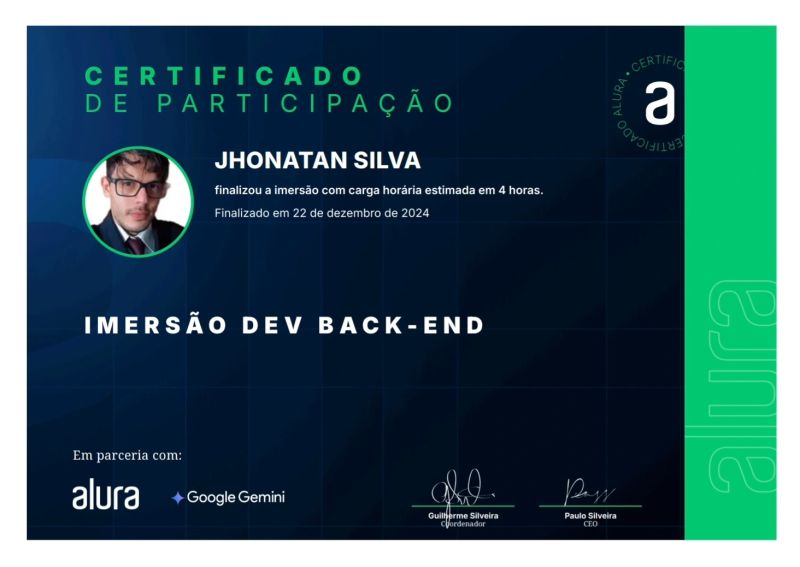 CERTIFICADO
DE PARTICIPAÇÃO
CERTIFICADO ALURA • CERTIFIC
a
JHONATAN SILVA
finalizou a imersão com carga horária estimada em 4 horas.
Finalizado em 22 de dezembro de 2024
IMERSÃO DEV BACK-END
alura
Em parceria com:
alura
Google Gemini
Guilherme Silveira
Coordenador
Paulo Silveira
CEO